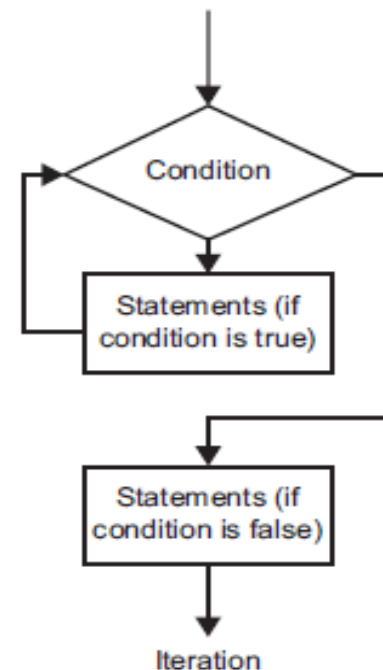 Condition
Statements (if
condition is true)
Statements (if
condition is false)
Iteration